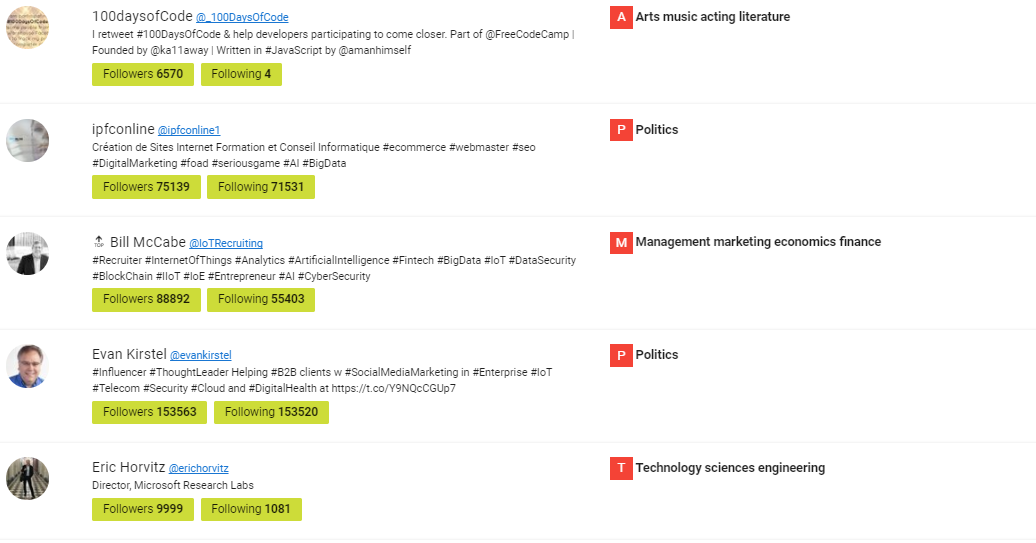 100daysofCode @_100DaysOfCode
I retweet #100DaysOfCode & help developers participating to come closer. Part of @FreeCodeCamp |
Founded by @ka11away | Written in #JavaScript by @amanhimself
Followers 6570 Following 4
A Arts music acting literature
ipfconline @ipfconline1
Création de Sites Internet Formation et Conseil Informatique #ecommerce #webmaster #seo
#DigitalMarketing #foad #seriousgame #AI #BigData
Followers 75139 Following 71531
P Politics
Bill McCabe @IoTRecruiting
#Recruiter #InternetOfThings #Analytics #ArtificialIntelligence #Fintech #BigData #IoT #DataSecurity
#BlockChain #IIoT #IoE #Entrepreneur #AI #CyberSecurity
Followers 88892 Following 55403
M Management marketing economics finance
Evan Kirstel @evankirstel
#Influencer #ThoughtLeader Helping #B2B clients w #SocialMediaMarketing in #Enterprise #IoT
#Telecom #Security #Cloud and #DigitalHealth at https://t.co/Y9NQcCGUp7
Followers 153563 Following 153520
P Politics
Eric Horvitz @erichorvitz
Director, Microsoft Research Labs
Followers 9999 Following 1081
T Technology sciences engineering